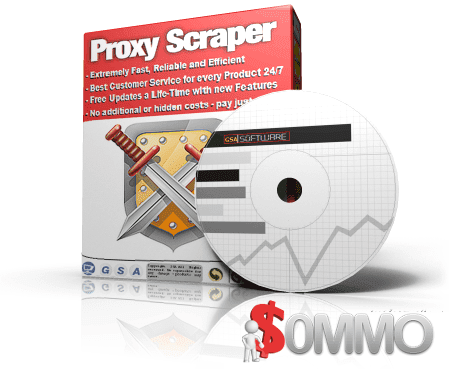 Proxy Scraper
- Extremely Fast, Reliable and Efficient
- Best Customer Service for every Product 24/7
- Free Updates a Life-Time with new Features
- No additional or hidden costs - pay just
GSA SOFTWARE
G S A
$0MMO